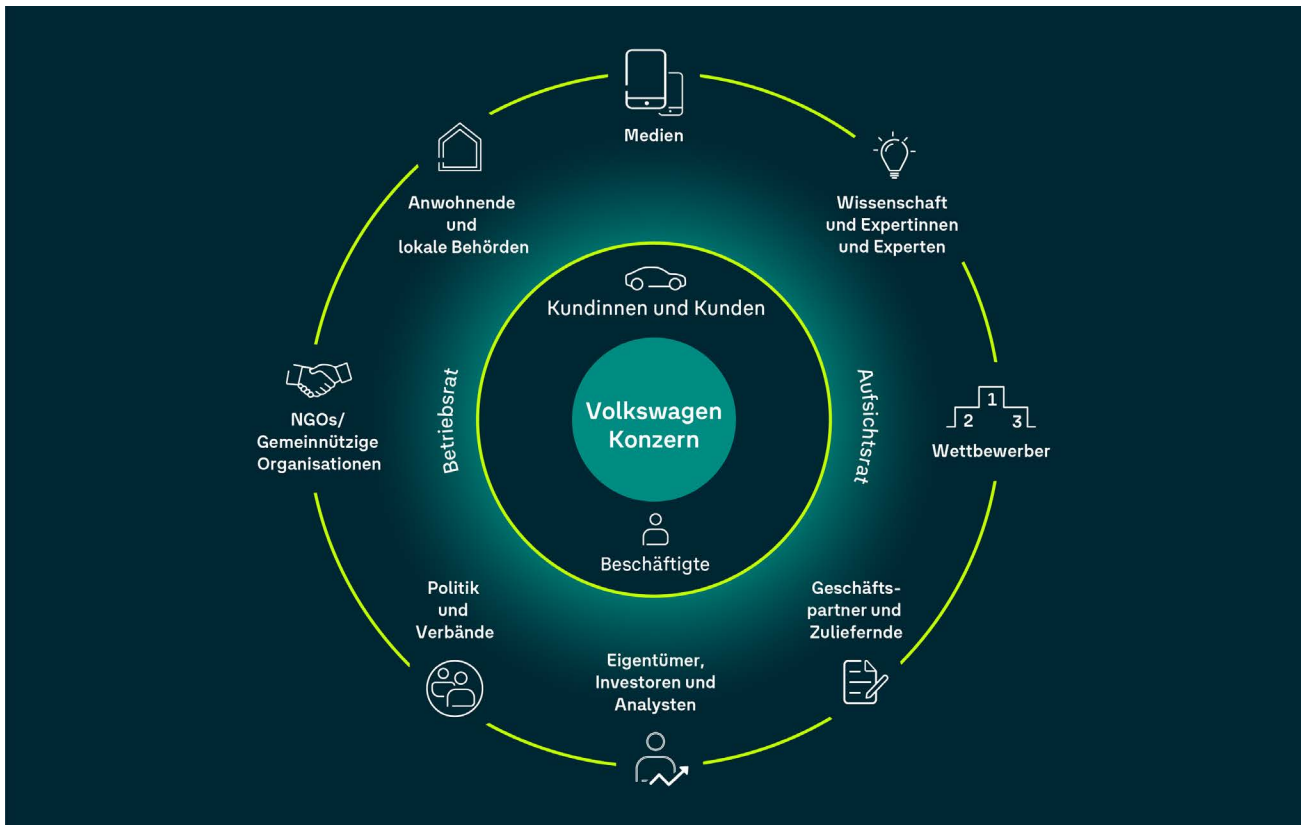 Medien
Anwohnende
und
lokale Behörden
Wissenschaft
und Expertinnen
und Experten
Kundinnen und Kunden
NGOs/
Gemeinnützige
Organisationen
Betriebsrat
Volkswagen
Konzern
Aufsichtsrat
1
2
3
Wettbewerber
Beschäftigte
Politik
und
Verbände
Eigentümer,
Investoren und
Analysten
Geschäfts-
partner und
Zuliefernde